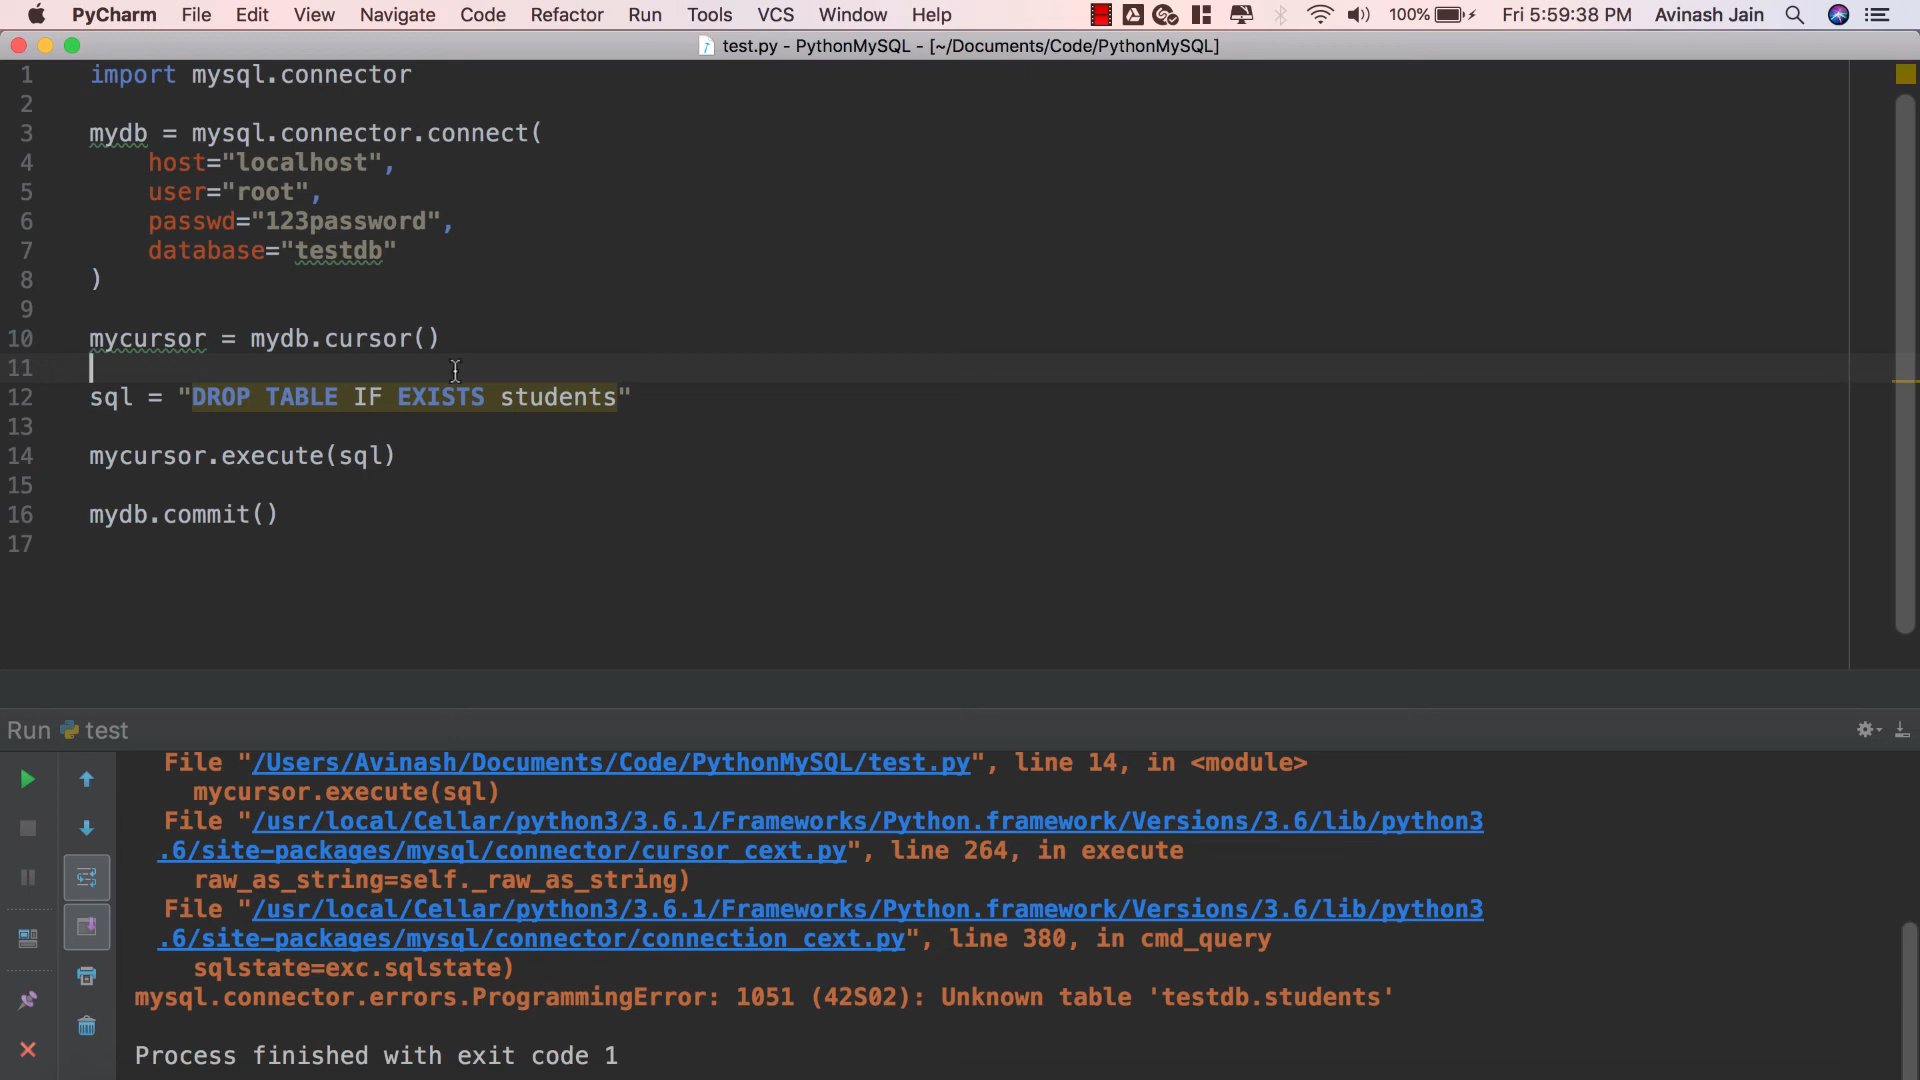 PyCharm File Edit View Navigate Code Refactor Run Tools VCS Window Help 100% Fri 5:59:38 PM Avinash Jain
test.py - PythonMySQL - [~/Documents/Code/PythonMySQL]
1 import mysql.connector
2
3 mydb = mysql.connector.connect(
4 host="localhost",
5 user="root",
6 passwd="123password",
7 database="testdb"
8 )
9
10 mycursor = mydb.cursor()
11
12 sql = "DROP TABLE IF EXISTS students"
13
14 mycursor.execute(sql)
15
16 mydb.commit()
17
Run test
File "/Users/Avinash/Documents/Code/PythonMySQL/test.py", line 14, in <module>
mycursor.execute(sql)
File "/usr/local/Cellar/python3/3.6.1/Frameworks/Python.framework/Versions/3.6/lib/python3
.6/site-packages/mysql/connector/cursor_cext.py", line 264, in execute
raw_as_string=self._raw_as_string)
File "/usr/local/Cellar/python3/3.6.1/Frameworks/Python.framework/Versions/3.6/lib/python3
.6/site-packages/mysql/connector/connection_cext.py", line 380, in cmd_query
sqlstate=exc.sqlstate)
mysql.connector.errors.ProgrammingError: 1051 (42S02): Unknown table 'testdb.students'
Process finished with exit code 1